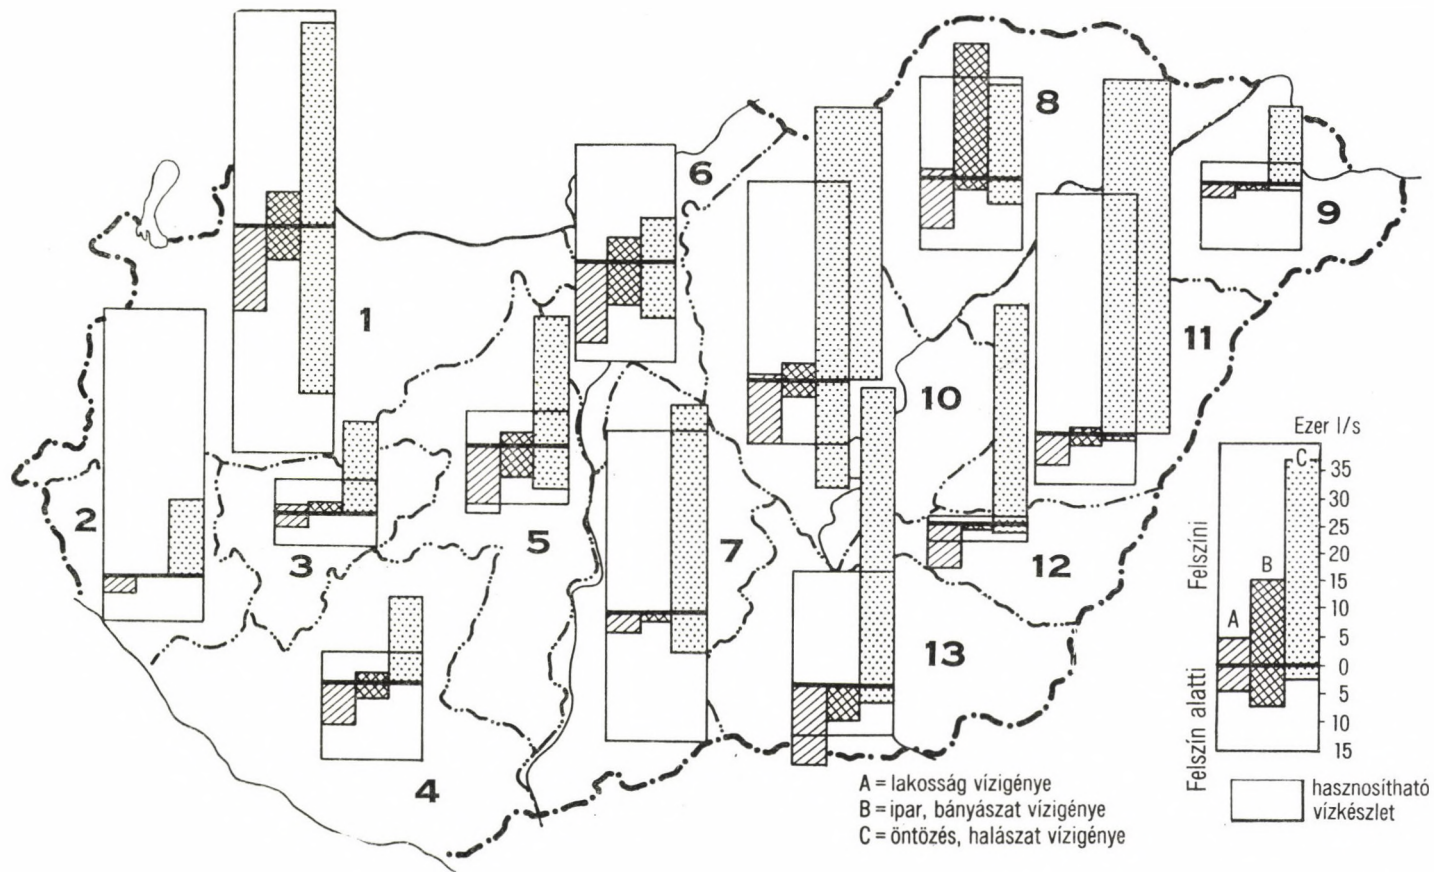 8
6
9
1
11
10
2
5
7
3
12
13
4
Ezer l/s
C
35
30
25
20
B
15
10
A
5
0
5
10
15
Felszíni
Felszín alatti
A = lakosság vízigénye
B = ipar, bányászat vízigénye
C = öntözés, halászat vízigénye
hasznosítható
vízkészlet